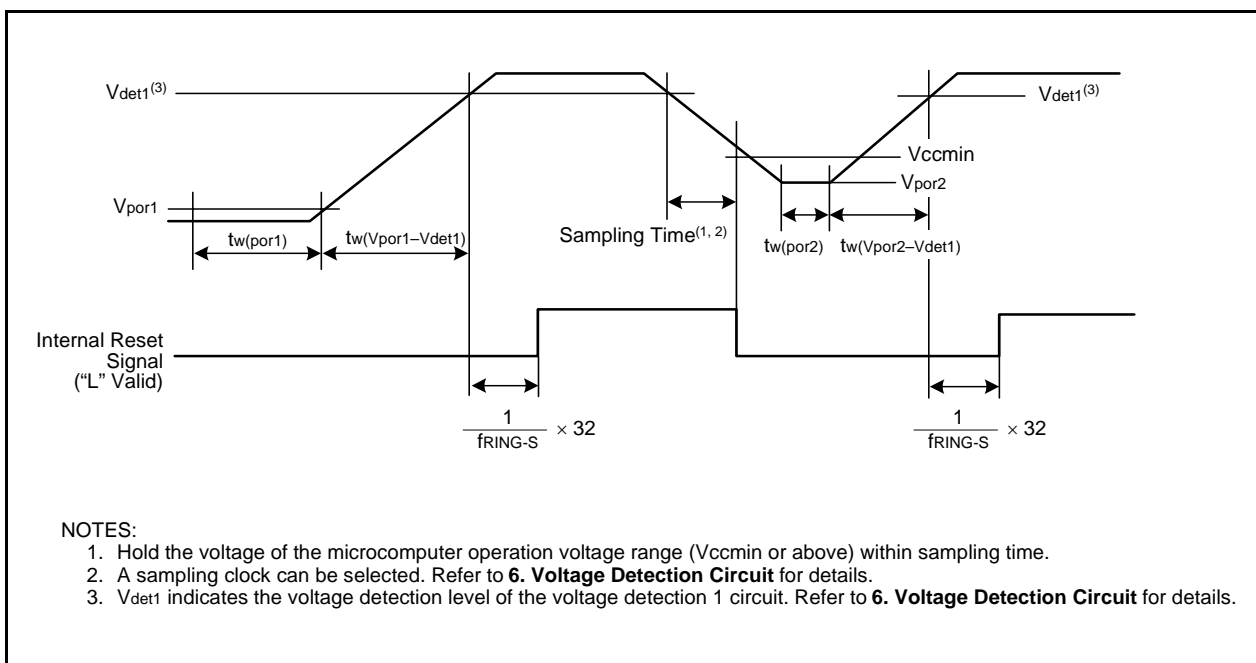 Vdet1(3)
Vdet1(3)
Vccmin
Vpor2
Vpor1
tw(por1)
tw(Vpor1–Vdet1)
Sampling Time(1, 2)
tw(por2)
tw(Vpor2–Vdet1)
Internal Reset
Signal
(“L” Valid)
1
fRING-S
× 32
1
fRING-S
× 32
NOTES:
1. Hold the voltage of the microcomputer operation voltage range (Vccmin or above) within sampling time.
2. A sampling clock can be selected. Refer to 6. Voltage Detection Circuit for details.
3. Vdet1 indicates the voltage detection level of the voltage detection 1 circuit. Refer to 6. Voltage Detection Circuit for details.